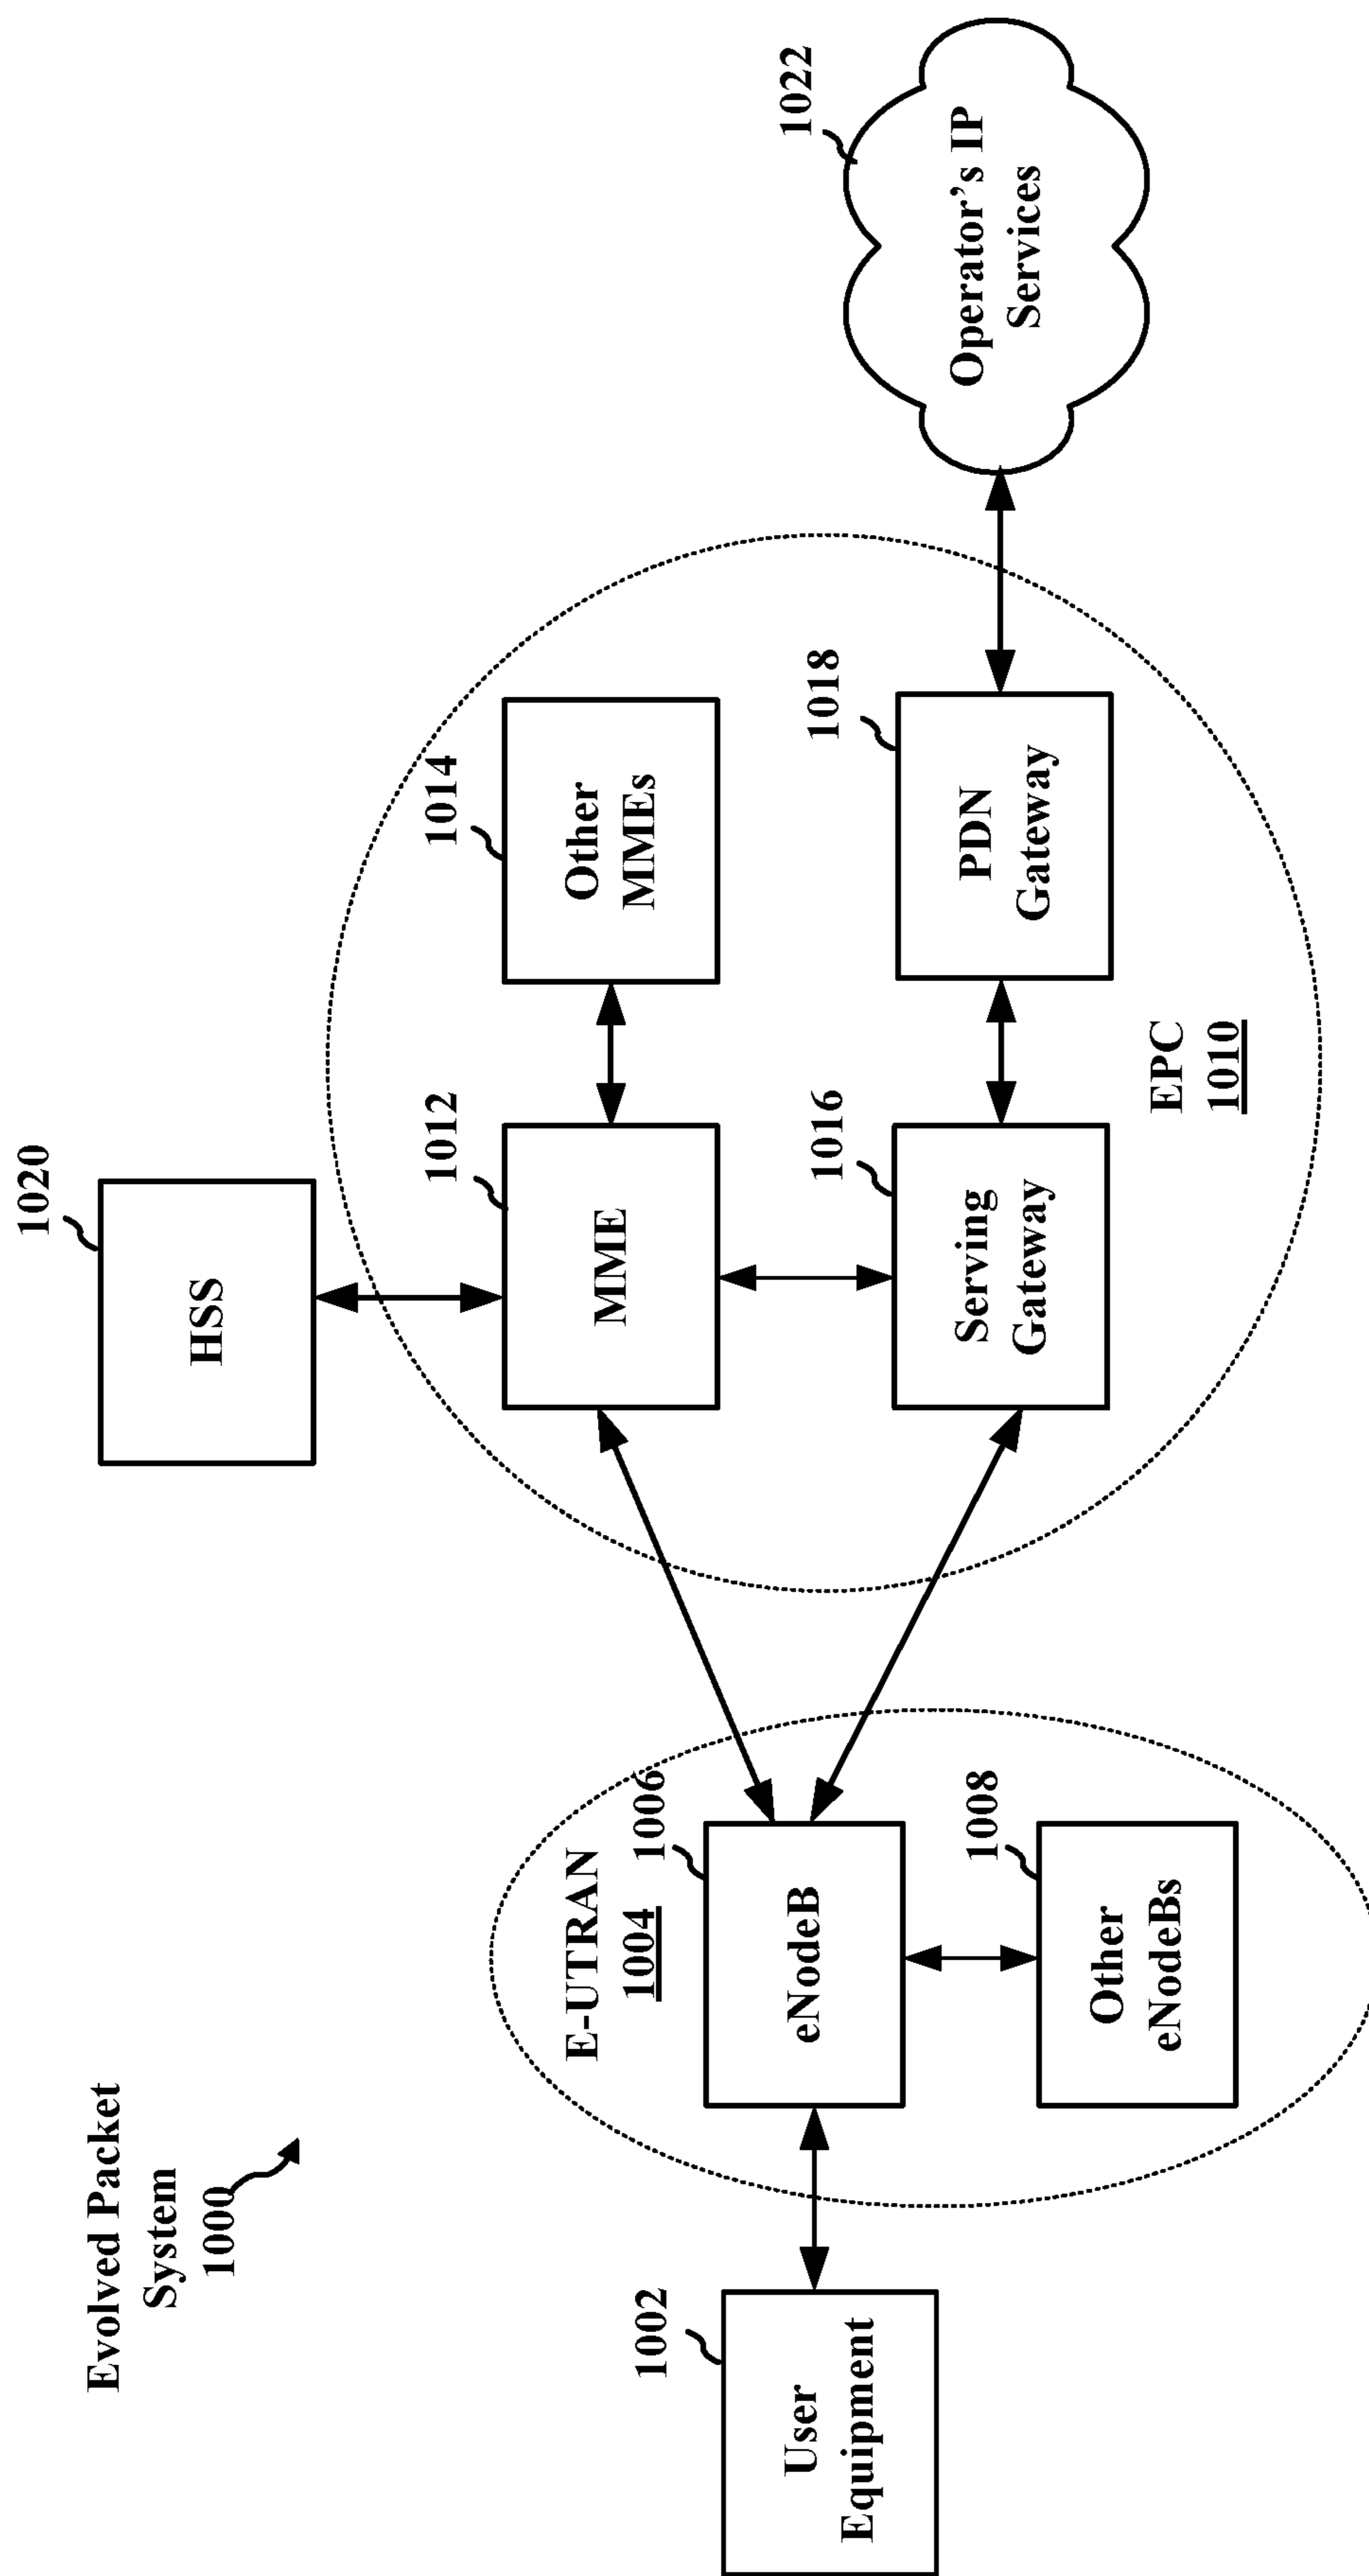 Evolved Packet
System
1000
1020
HSS
E-UTRAN
1004
1002
User
Equipment
1006
eNodeB
1008
Other
eNodeBs
1012
MME
1014
Other
MMEs
1016
Serving
Gateway
1018
PDN
Gateway
EPC
1010
1022
Operator’s IP
Services